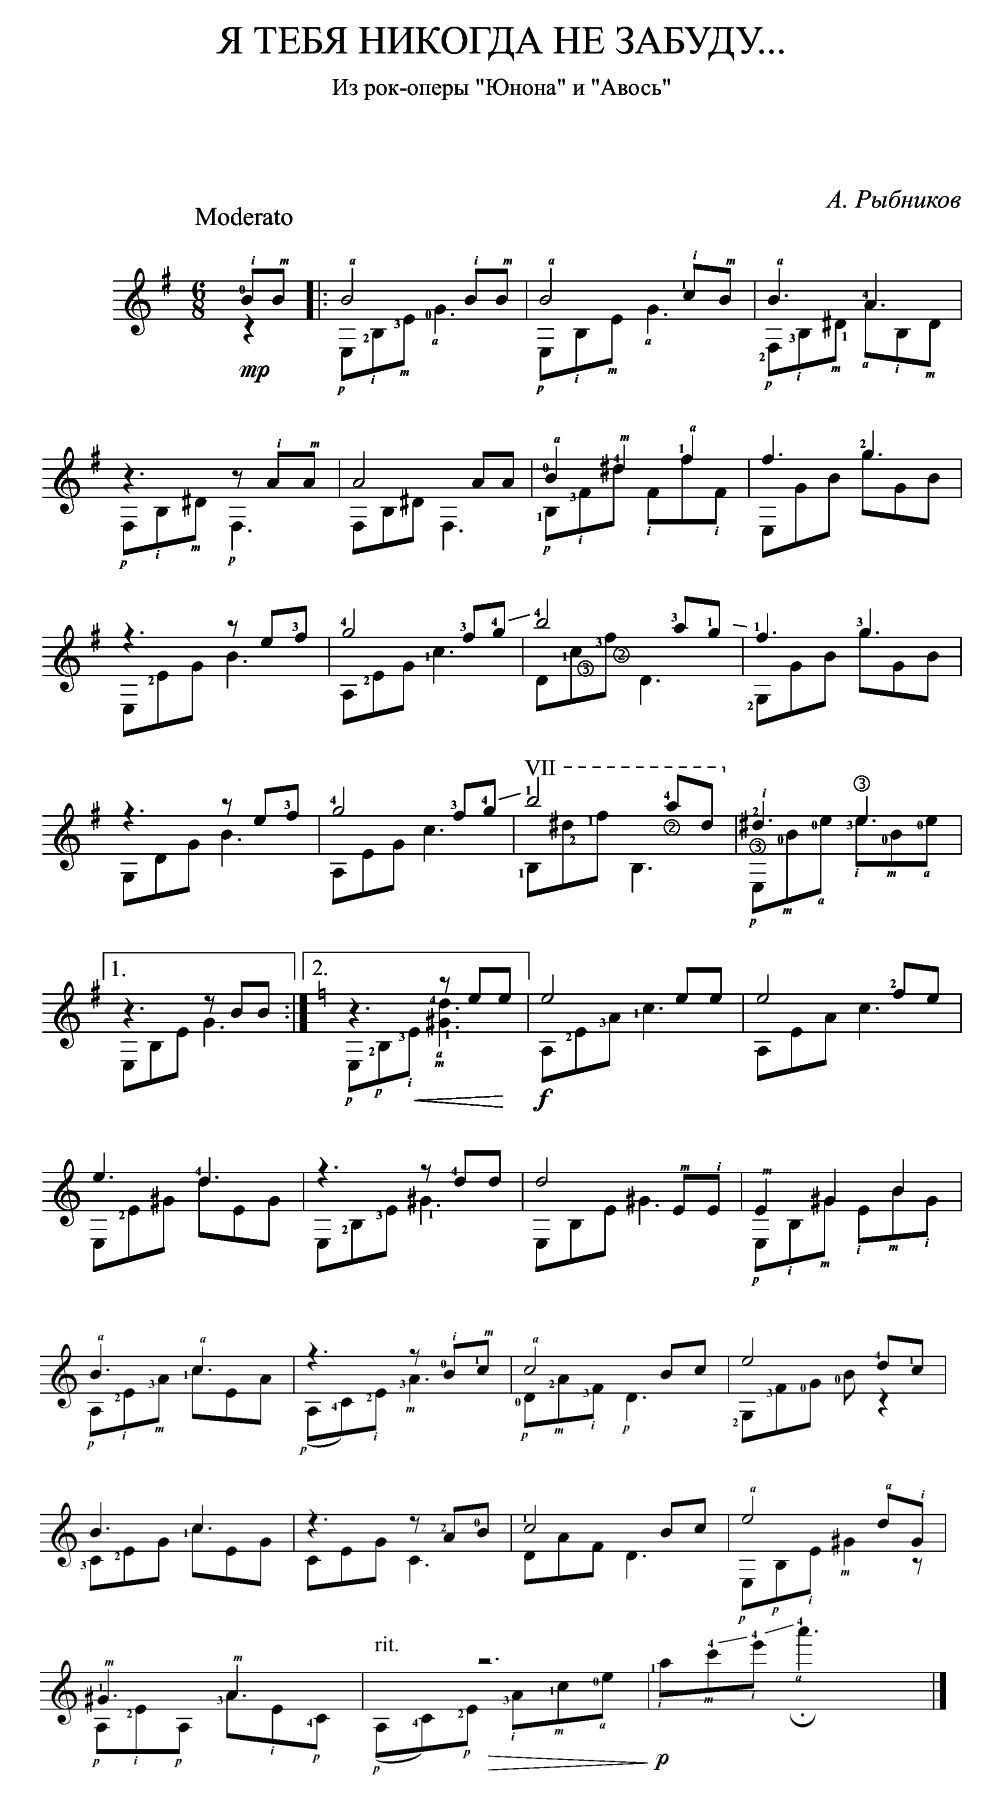 Я ТЕБЯ НИКОГДА НЕ ЗАБУДУ...
Из рок-оперы "Юнона" и "Авось"
А. Рыбников
Moderato
mp
VII
1.
2.
f
rit.
p